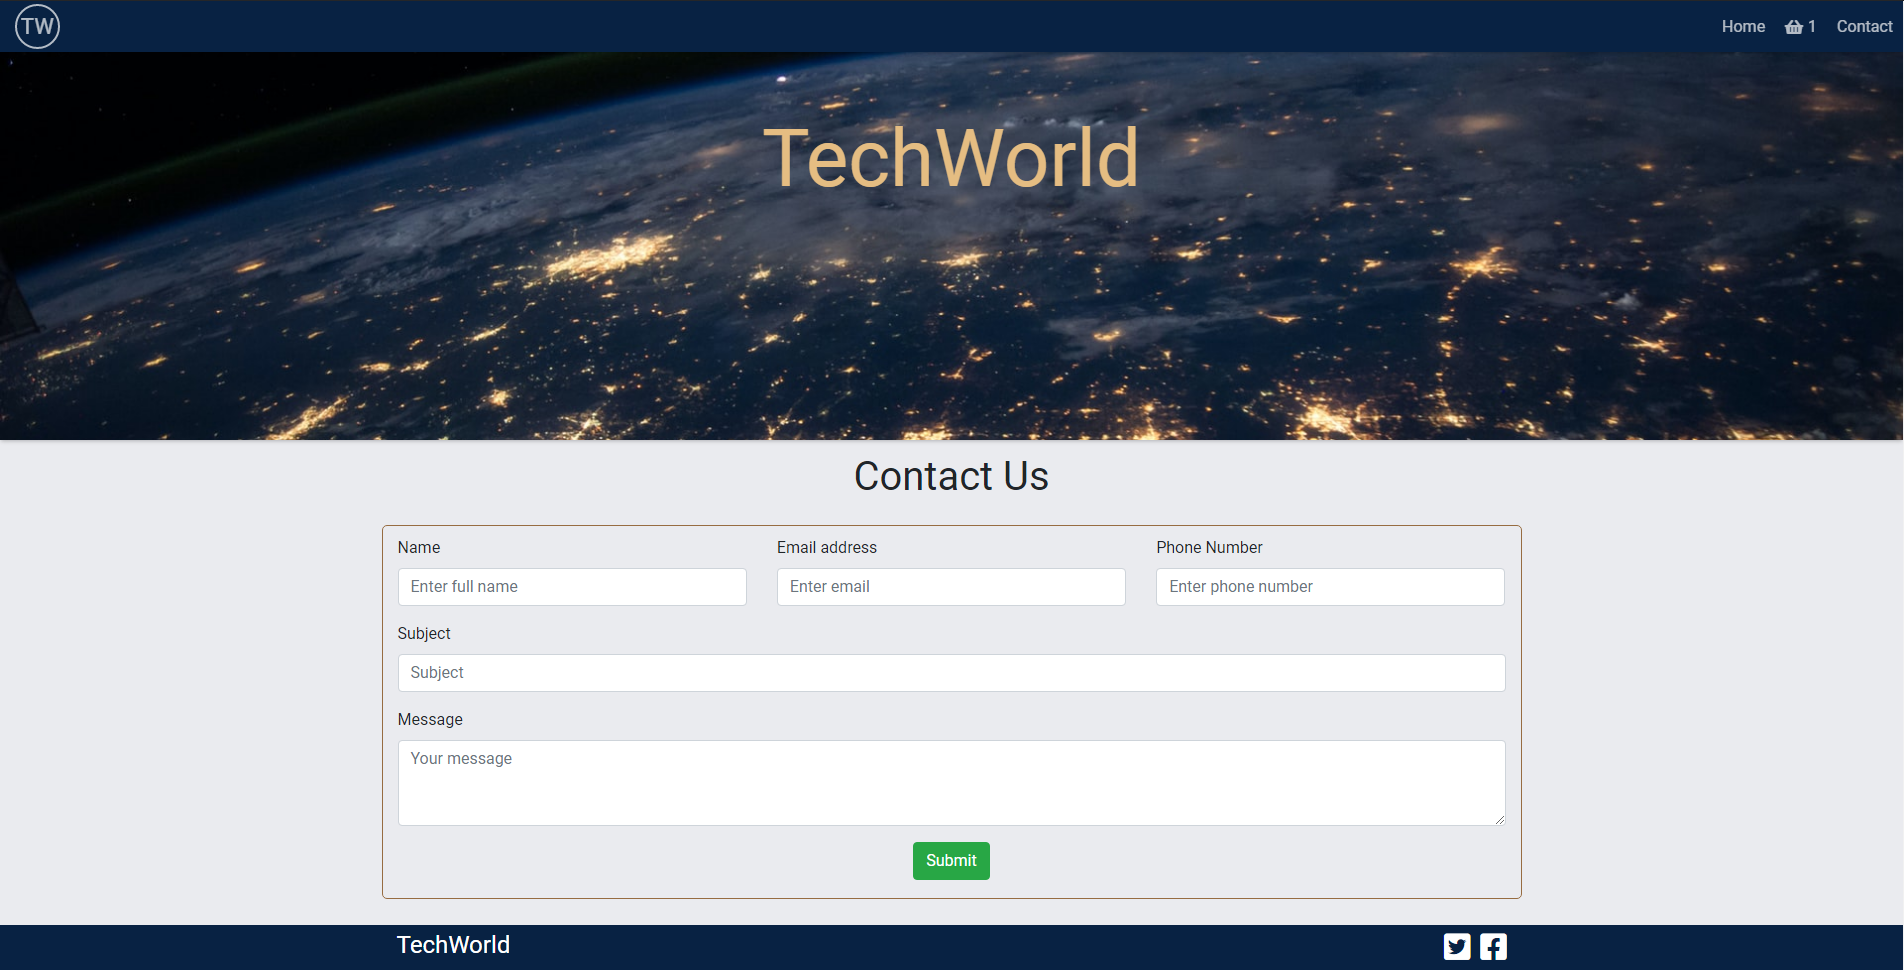 TW
Home 1 Contact
TechWorld
Contact Us
Name Email address Phone Number
Enter full name Enter email Enter phone number
Subject
Subject
Message
Your message
Submit
TechWorld